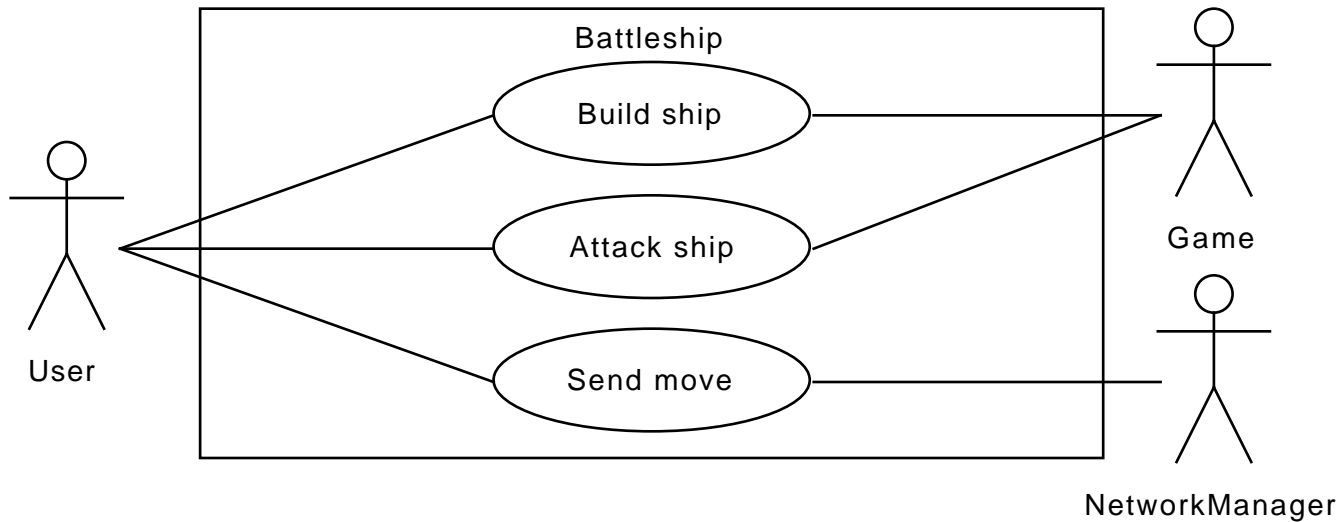 Battleship
Build ship
Attack ship
Game
User
Send move
NetworkManager